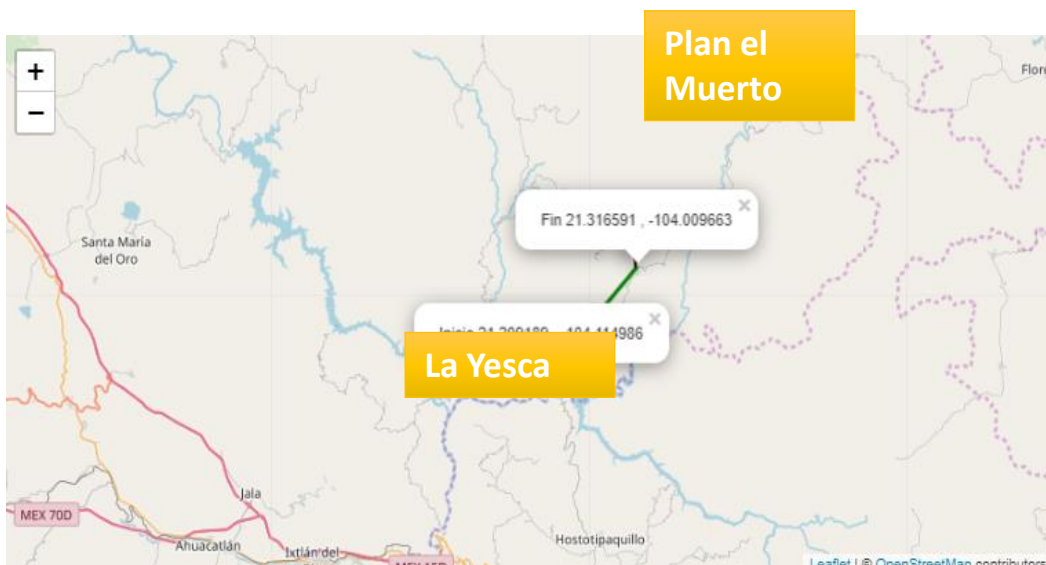 Plan el
Muerto
+
−
Flor
Fin 21.316591 , -104.009663
×
Santa María
del Oro
×
La Yesca
Jala
MEX 70D
Ahuacatlán
Ixtlán del
Hostotipaquillo
Leaflet | © OpenStreetMap contributors